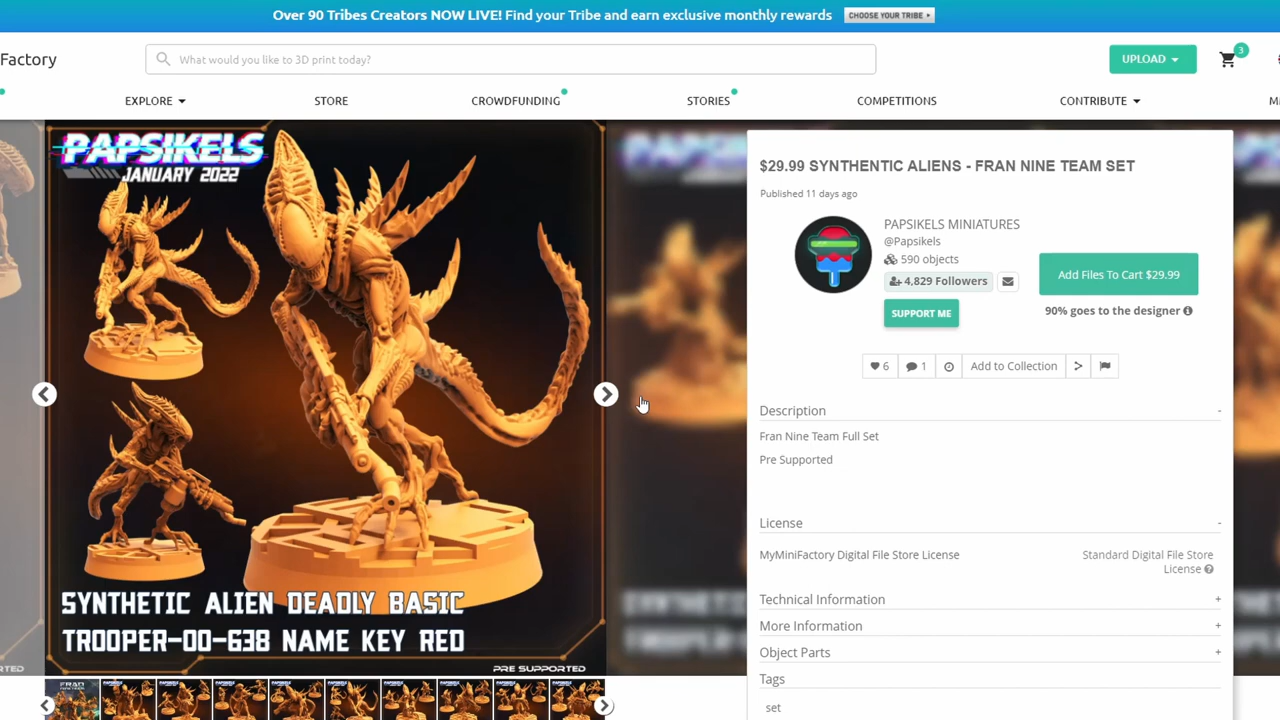 Over 90 Tribes Creators NOW LIVE! Find your Tribe and earn exclusive monthly rewards CHOOSE YOUR TRIBE
Factory
What would you like to 3D print today?
UPLOAD
3
EXPLORE
STORE
CROWDFUNDING
STORIES
COMPETITIONS
CONTRIBUTE
PAPSIKELS
JANUARY 2022
SYNTHETIC ALIEN DEADLY BASIC
TROOPER-OO-638 NAME KEY RED
PRE SUPPORTED
$29.99 SYNTHENTIC ALIENS - FRAN NINE TEAM SET
Published 11 days ago
PAPSIKELS MINIATURES
@Papsikels
590 objects
4,829 Followers
SUPPORT ME
Add Files To Cart $29.99
90% goes to the designer
6
1
Add to Collection
Description -
Fran Nine Team Full Set
Pre Supported
License -
MyMiniFactory Digital File Store License
Standard Digital File Store
License
Technical Information +
More Information +
Object Parts +
Tags
set